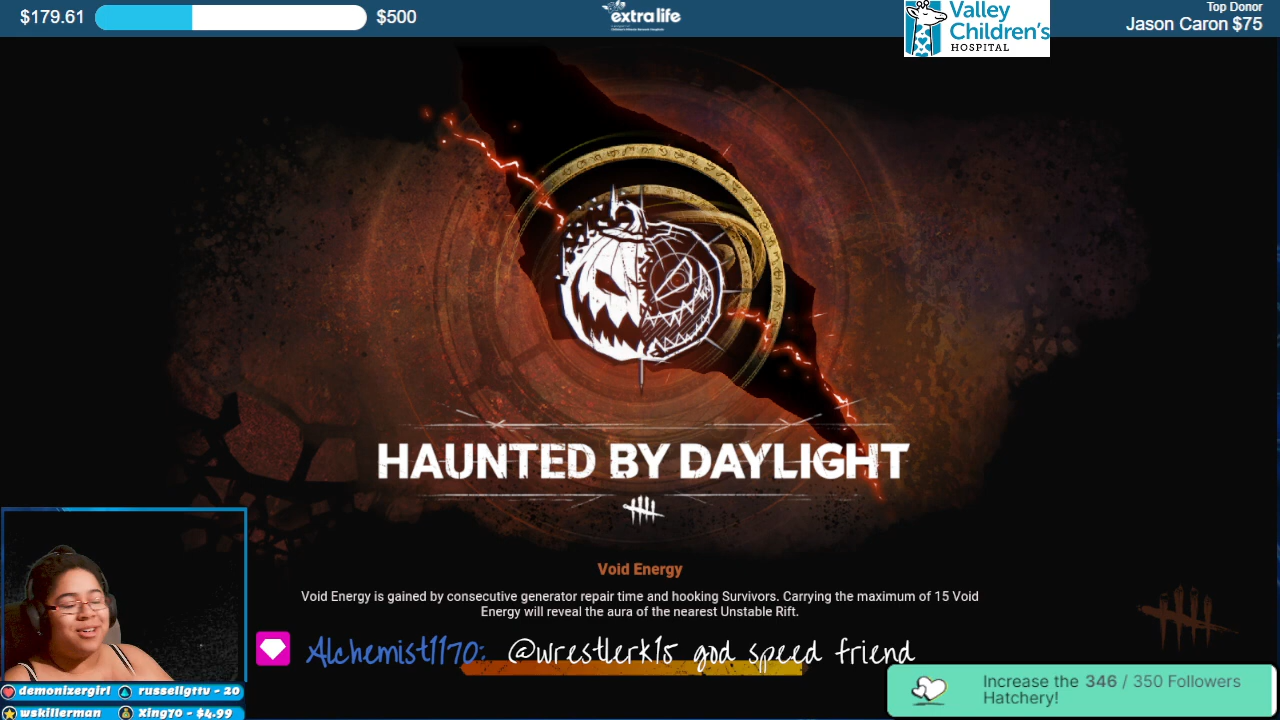 $179.61
$500
extralife
Valley
Children's
HOSPITAL
Top Donor
Jason Caron $75
HAUNTED BY DAYLIGHT
Void Energy
Void Energy is gained by consecutive generator repair time and hooking Survivors. Carrying the maximum of 15 Void
Energy will reveal the aura of the nearest Unstable Rift.
Alchemist1170: @wrestlerk15 god speed friend
Increase the 346 / 350 Followers
Hatchery!
demonizergirl
russellgttv - 20
wskillerman
Xing70 - $4.99